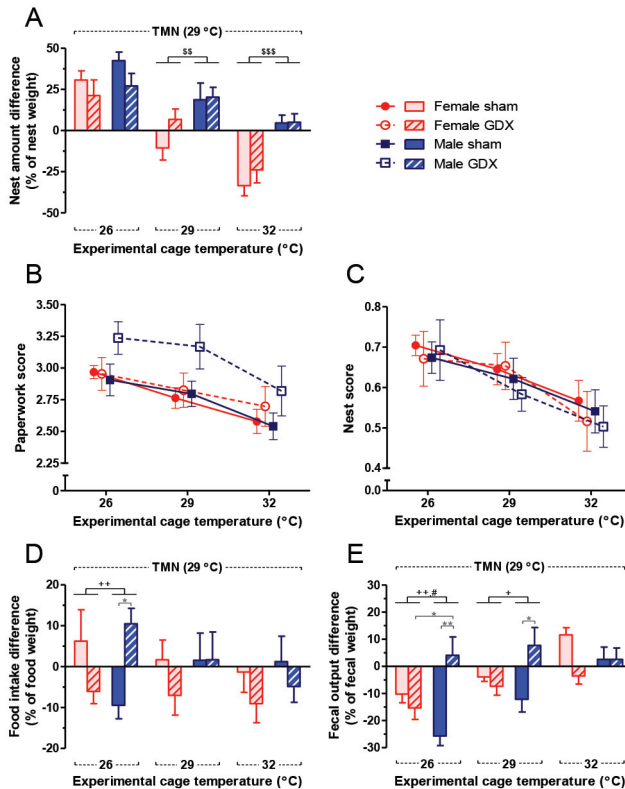 A
TMN (29 °C)
$$
$$$
50
25
0
-25
-50
Nest amount difference
(% of nest weight)
26
29
32
Experimental cage temperature (°C)
Female sham
Female GDX
Male sham
Male GDX
B
3.50
3.25
3.00
2.75
2.50
2.25
0
Paperwork score
26
29
32
Experimental cage temperature (°C)
C
0.8
0.7
0.6
0.5
0.4
0.0
Nest score
26
29
32
Experimental cage temperature (°C)
D
TMN (29 °C)
++
*
20
10
0
-10
-20
Food intake difference
(% of food weight)
26
29
32
Experimental cage temperature (°C)
E
TMN (29 °C)
++,#
+
*
**
*
30
20
10
0
-10
-20
-30
Fecal output difference
(% of fecal weight)
26
29
32
Experimental cage temperature (°C)